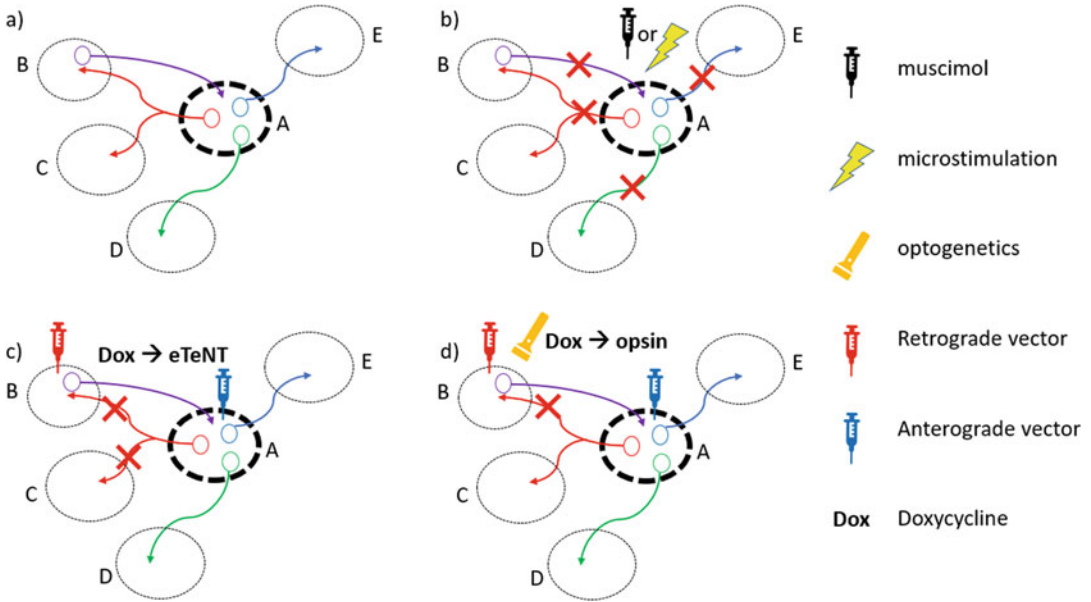 a)
B
C
D
A
E
b)
or
B
C
D
A
E
c)
Dox → eTeNT
B
C
D
A
E
d)
Dox → opsin
B
C
D
A
E
muscimol
microstimulation
optogenetics
Retrograde vector
Anterograde vector
Dox Doxycycline